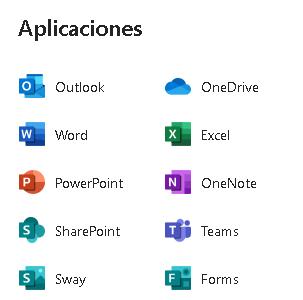 Aplicaciones
Outlook OneDrive
Word Excel
PowerPoint OneNote
SharePoint Teams
Sway Forms